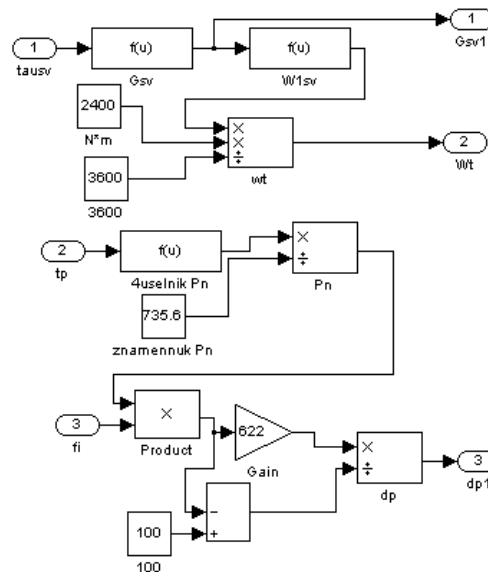 1
tausv
f(u)
Gsv
f(u)
W1sv
1
Gsv1
2400
N*m
3600
3600
×
×
÷
wt
2
Wt
2
tp
f(u)
4uselnik Pn
735.6
znamennuk Pn
×
÷
Pn
3
fi
×
Product
622
Gain
×
÷
dp
3
dp1
100
100
−
+